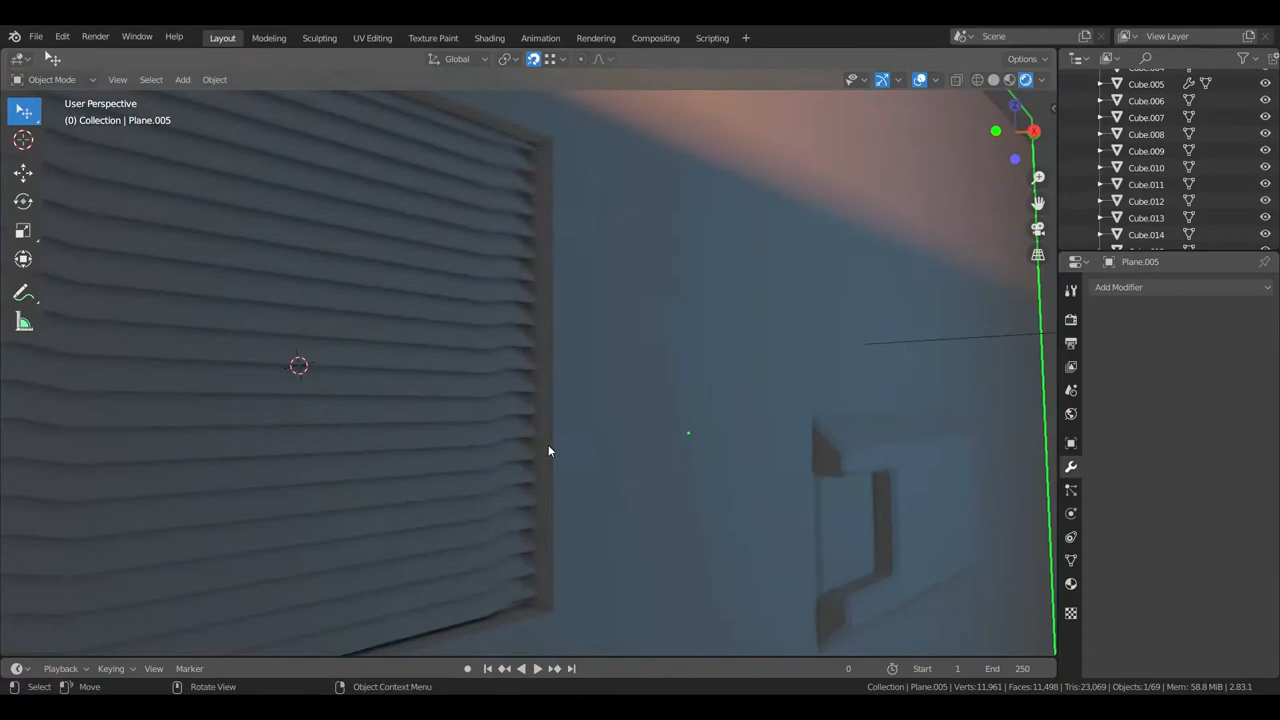 File Edit Render Window Help Layout Modeling Sculpting UV Editing Texture Paint Shading Animation Rendering Compositing Scripting Scene View Layer
Global Options
Object Mode View Select Add Object
User Perspective
(0) Collection | Plane.005
Cube.005
Cube.006
Cube.007
Cube.008
Cube.009
Cube.010
Cube.011
Cube.012
Cube.013
Cube.014
Plane.005
Add Modifier
Z
X
Playback Keying View Marker 0 Start 1 End 250
Select Move Rotate View Object Context Menu Collection | Plane.005 | Verts:11,961 | Faces:11,498 | Tris:23,069 | Objects:1/69 | Mem: 58.8 MiB | 2.83.1